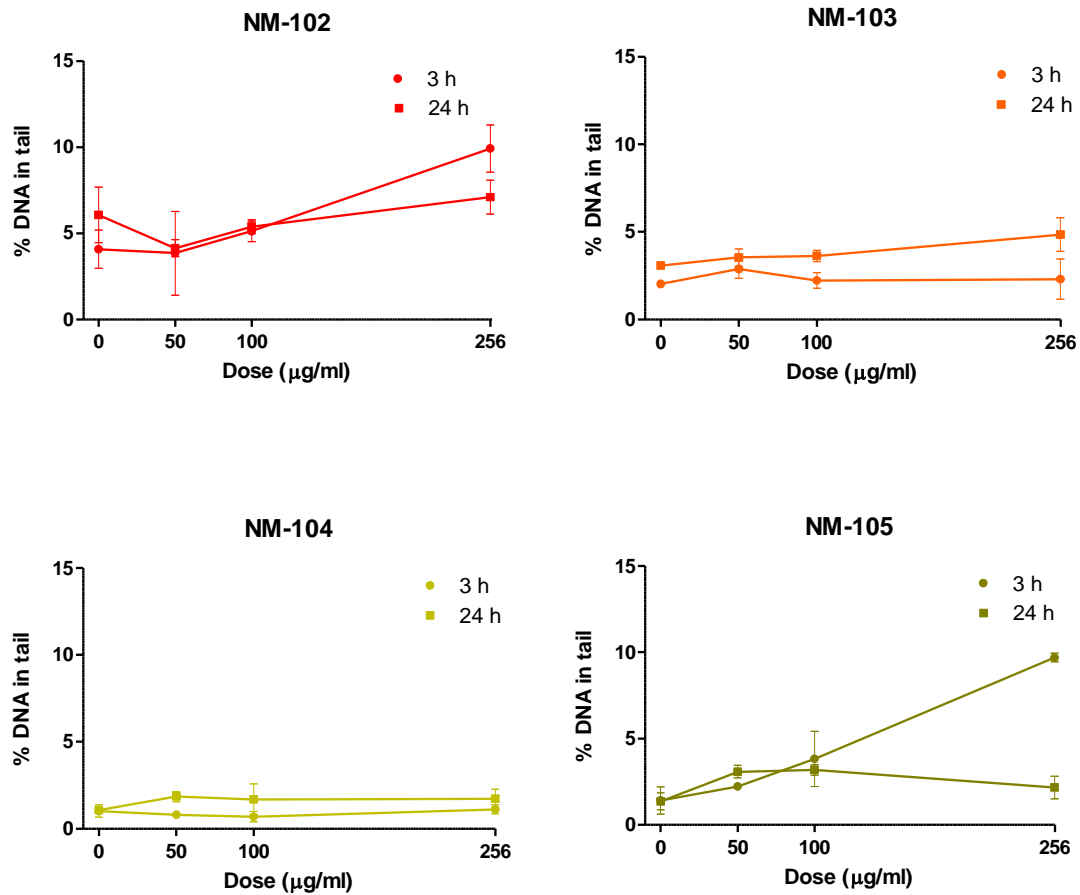 NM-102
% DNA in tail
15
10
5
0
3 h
24 h
0 50 100 256
Dose (μg/ml)
NM-103
% DNA in tail
15
10
5
0
3 h
24 h
0 50 100 256
Dose (μg/ml)
NM-104
% DNA in tail
15
10
5
0
3 h
24 h
0 50 100 256
Dose (μg/ml)
NM-105
% DNA in tail
15
10
5
0
3 h
24 h
0 50 100 256
Dose (μg/ml)